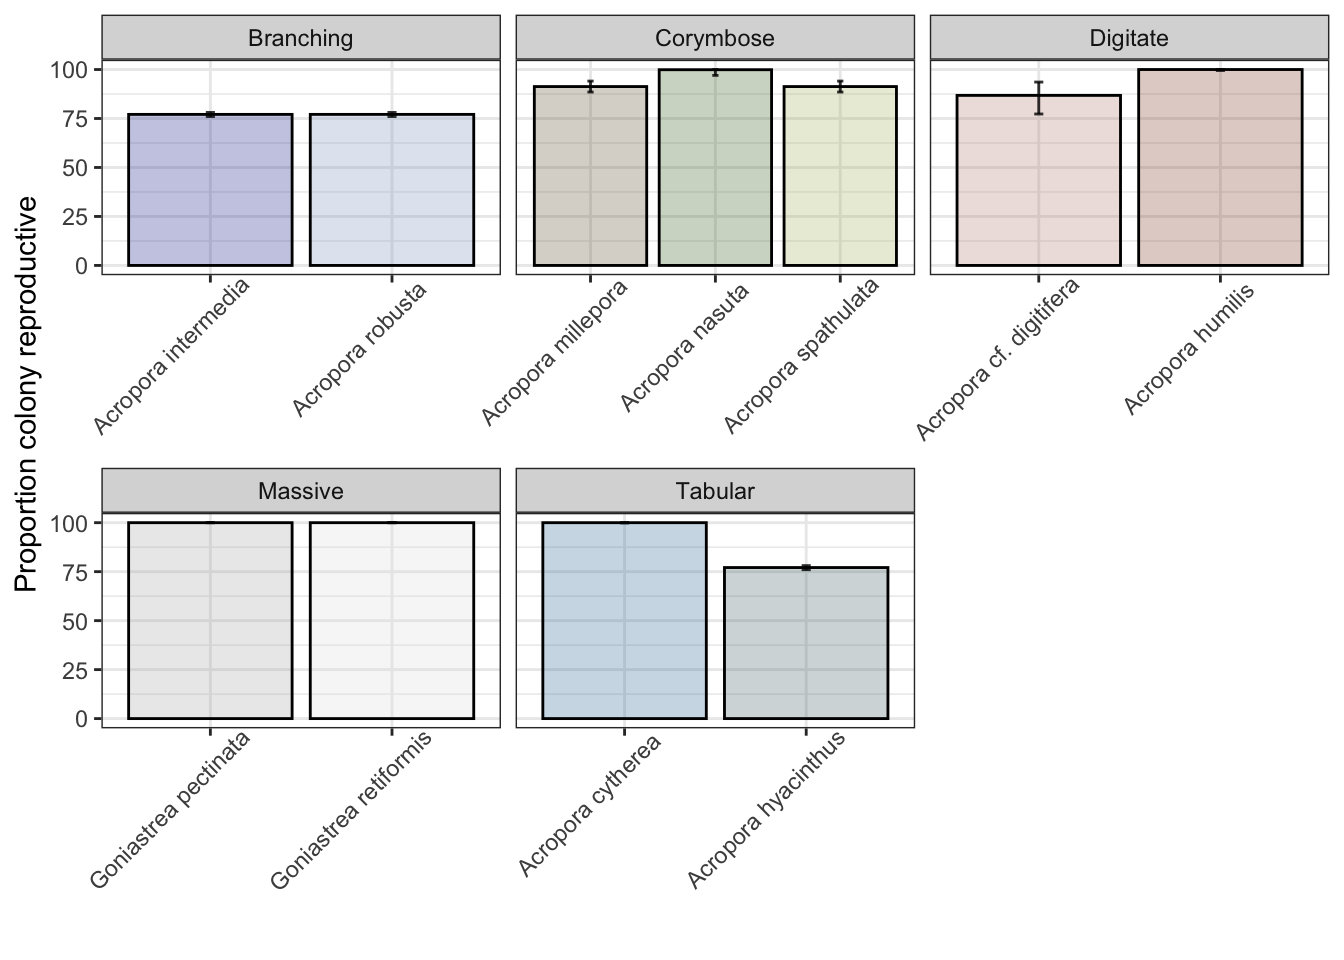 Branching
Corymbose
Digitate
100
75
50
25
0
Acropora intermedia
Acropora robusta
Acropora millepora
Acropora nasuta
Acropora spathulata
Acropora cf. digitifera
Acropora humilis
Proportion colony reproductive
Massive
Tabular
100
75
50
25
0
Goniastrea pectinata
Goniastrea retiformis
Acropora cytherea
Acropora hyacinthus